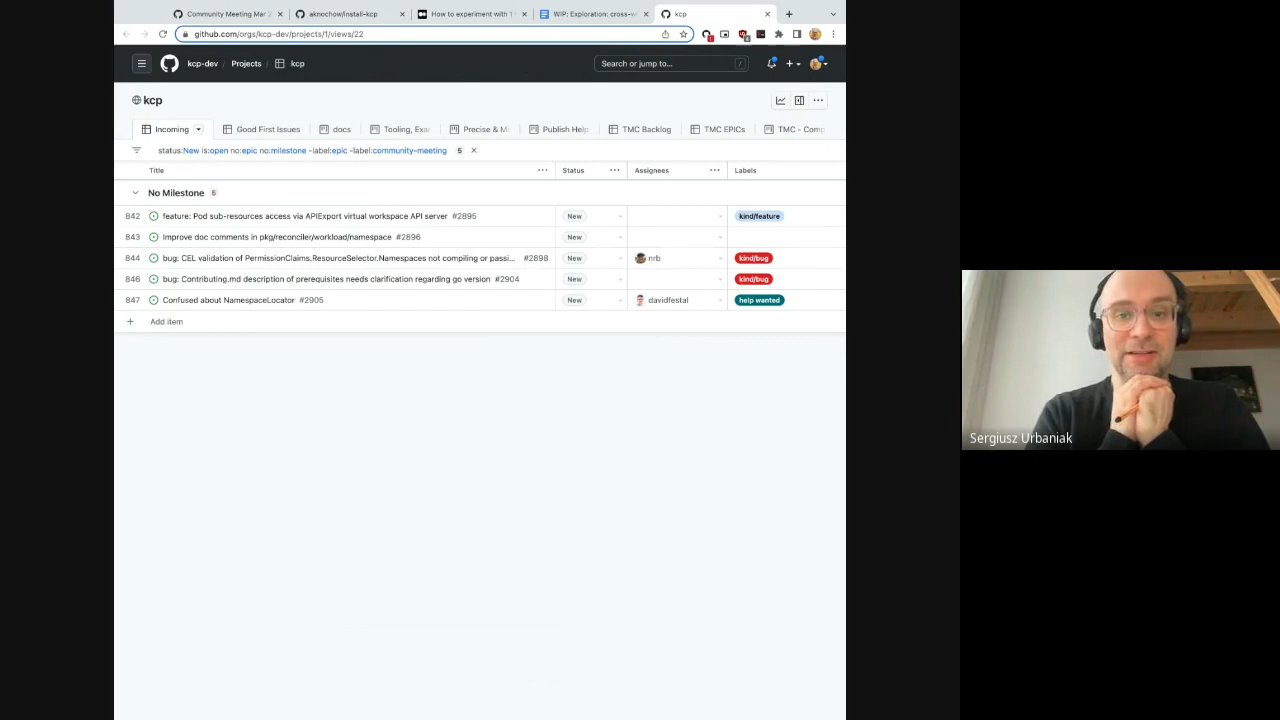 Community Meeting Mar 2
aknochow/install-kcp
How to experiment with 1
WIP: Exploration: cross-w
kcp
github.com/orgs/kcp-dev/projects/1/views/22
kcp-dev / Projects / kcp
Search or jump to...
/
kcp
Incoming
Good First Issues
docs
Tooling, Exa
Precise & M
Publish Help
TMC Backlog
TMC EPICs
TMC - Comp
status:New is:open no:epic no:milestone -label:epic -label:community-meeting 5
Title Status Assignees Labels
No Milestone 5
842 feature: Pod sub-resources access via APIExport virtual workspace API server #2895 New kind/feature
843 Improve doc comments in pkg/reconciler/workload/namespace #2896 New
844 bug: CEL validation of PermissionClaims.ResourceSelector.Namespaces not compiling or passi... #2898 New nrb kind/bug
846 bug: Contributing.md description of prerequisites needs clarification regarding go version #2904 New kind/bug
847 Confused about NamespaceLocator #2905 New davidfestal help wanted
+ Add item
Sergiusz Urbaniak